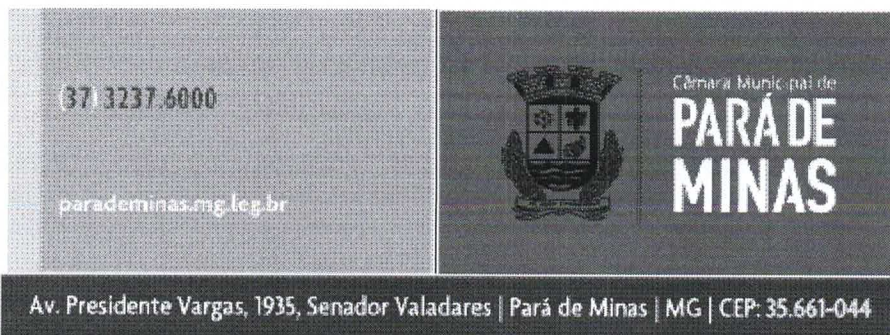 (37) 3237.6000
parademinas.mg.leg.br
Câmara Municipal de
PARÁ DE
MINAS
Av. Presidente Vargas, 1935, Senador Valadares | Pará de Minas | MG | CEP: 35.661-044